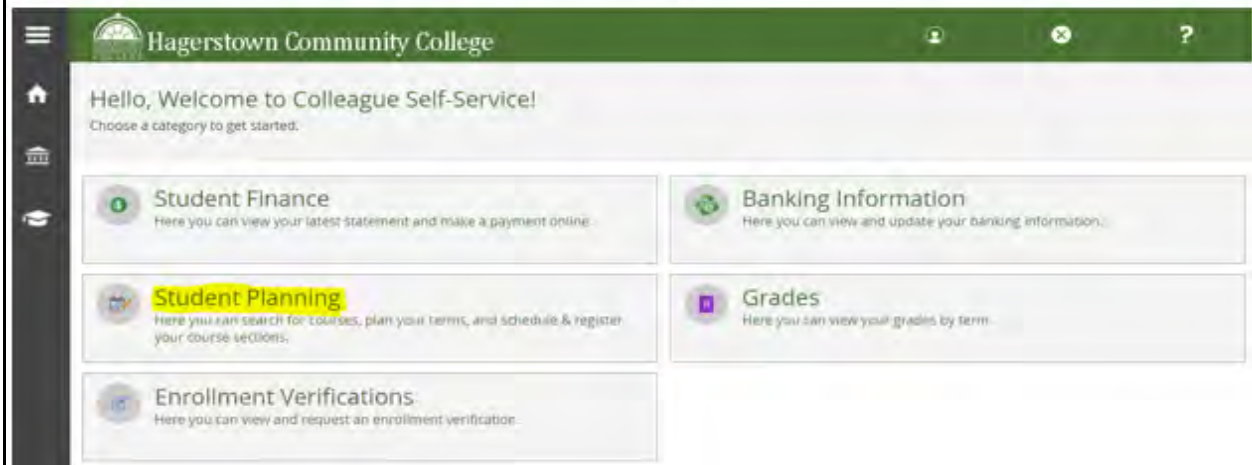 Hagerstown Community College
?
Hello, Welcome to Colleague Self-Service!
Choose a category to get started.
Student Finance
Here you can view your latest statement and make a payment online.
Banking Information
Here you can view and update your banking information.
Student Planning
Here you can search for courses, plan your terms, and schedule & register
your course sections.
Grades
Here you can view your grades by term.
Enrollment Verifications
Here you can view and request an enrollment verification.